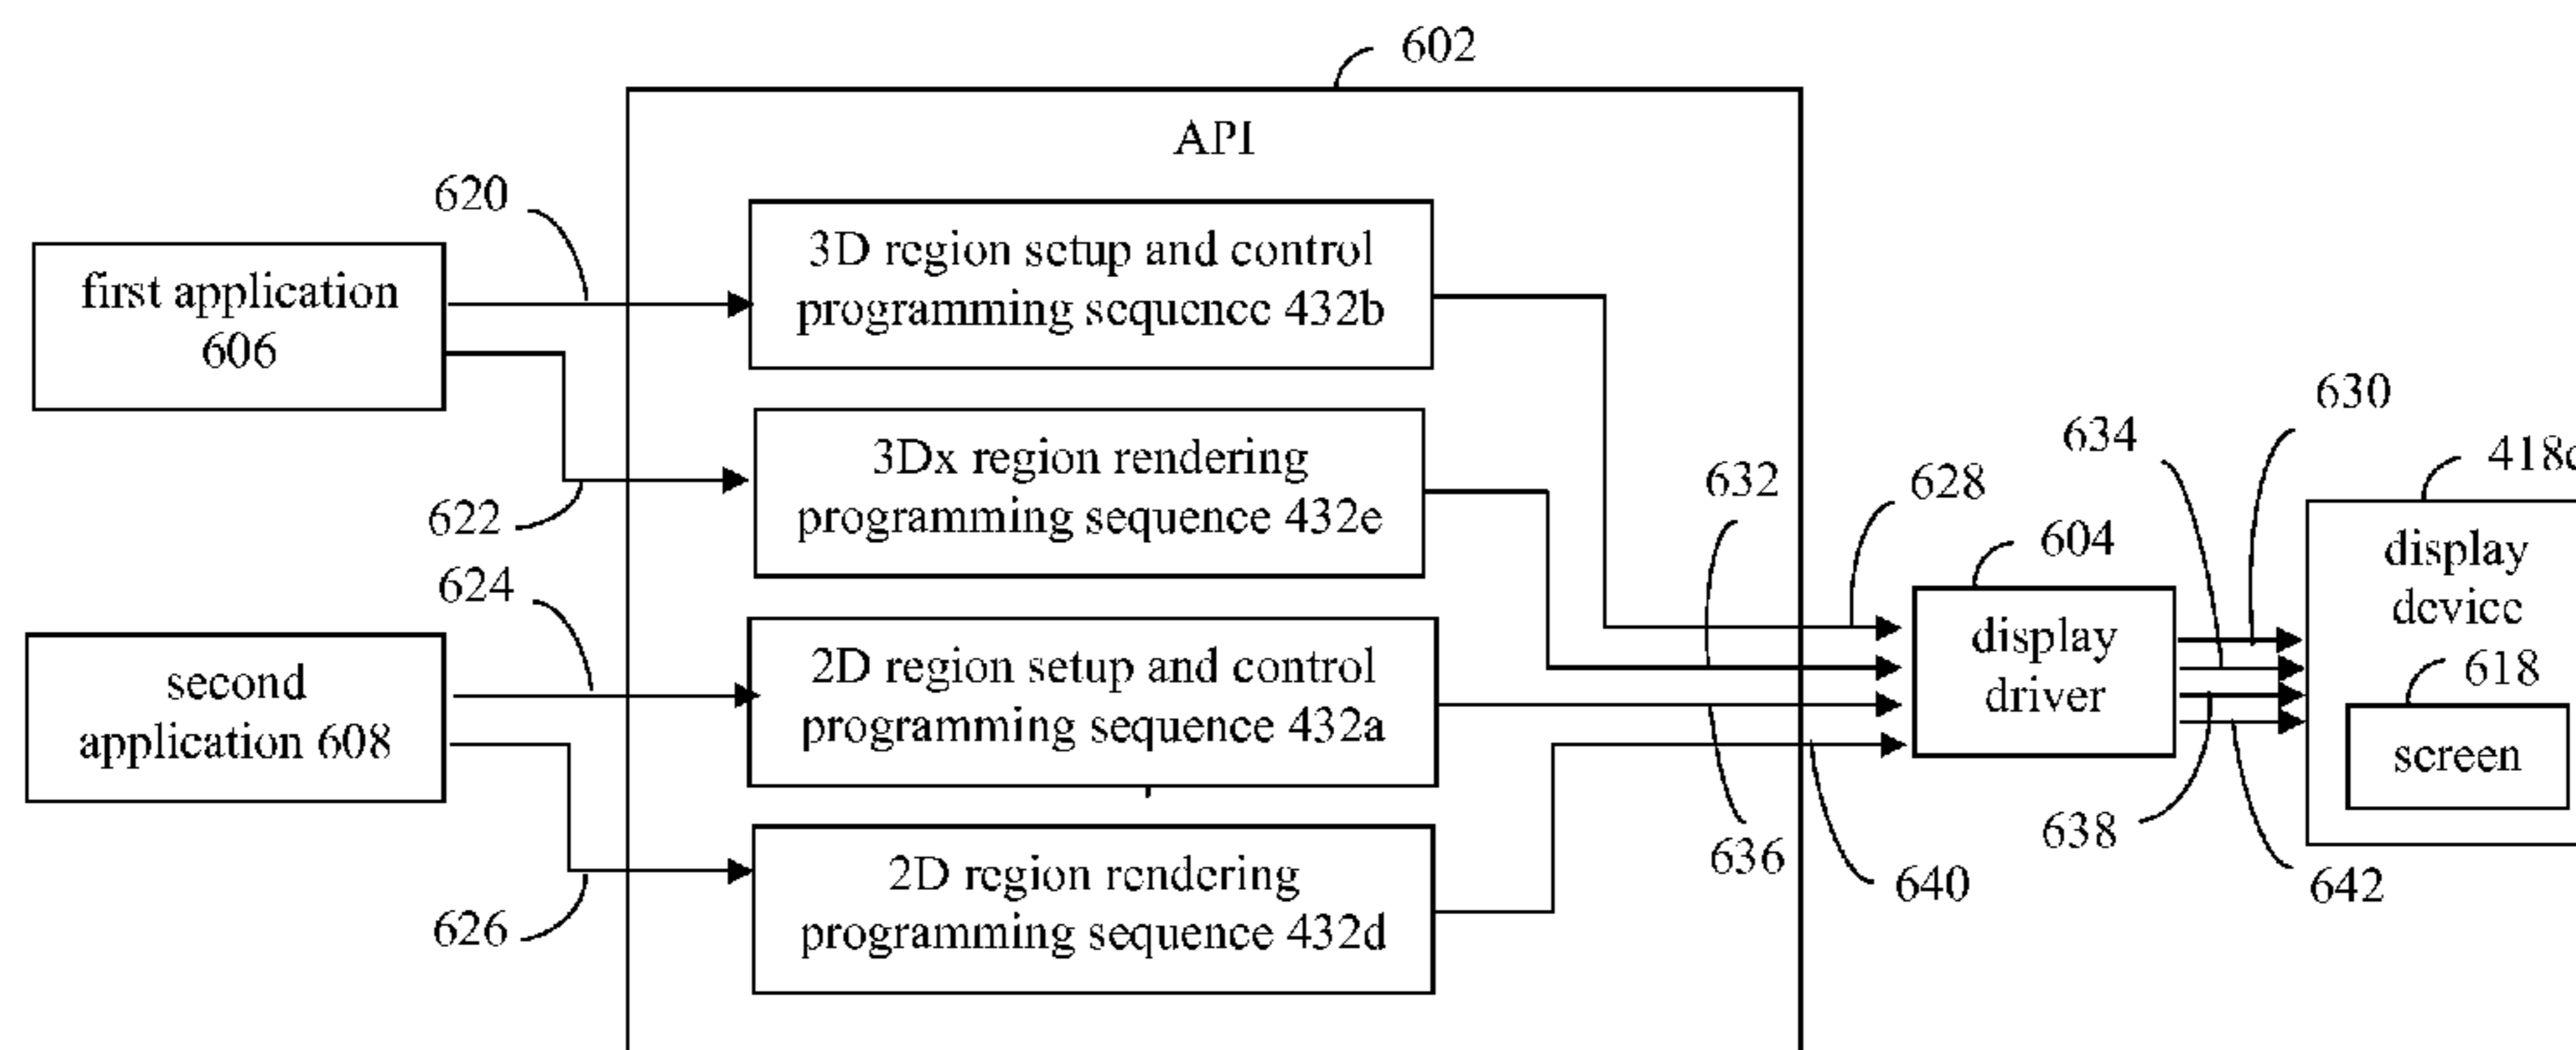 602
API
620
3D region setup and control
programming sequence 432b
first application
606
630
634
418c
3Dx region rendering
programming sequence 432e
632
628
622
604
display
device
624
2D region setup and control
programming sequence 432a
display
driver
618
second
application 608
screen
638
636
642
640
2D region rendering
programming sequence 432d
626